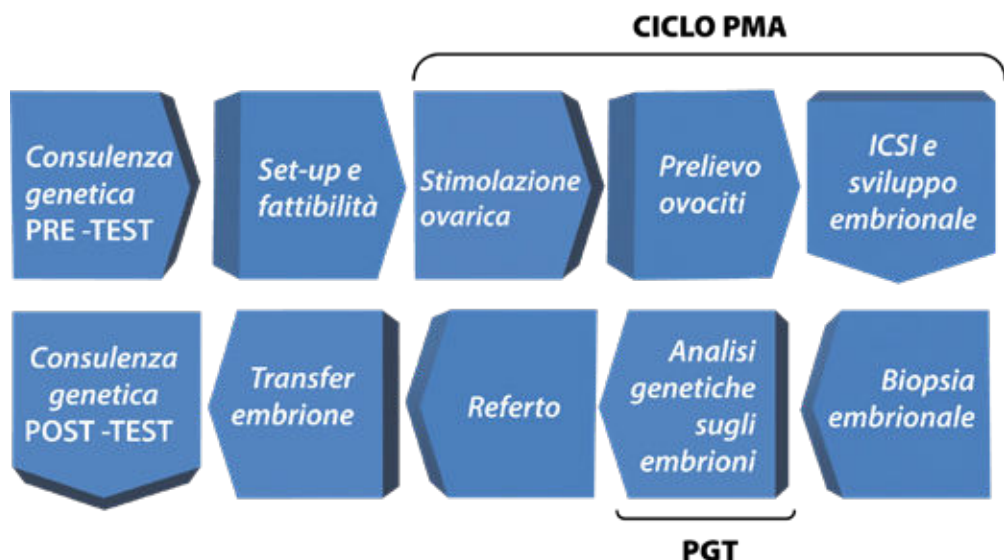 CICLO PMA
Consulenza
genetica
PRE -TEST
Set-up e
fattibilità
Stimolazione
ovarica
Prelievo
ovociti
ICSI e
sviluppo
embrionale
Biopsia
embrionale
Analisi
genetiche
sugli
embrioni
PGT
Referto
Transfer
embrione
Consulenza
genetica
POST -TEST